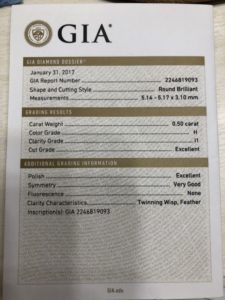 GIA®
GIA DIAMOND DOSSIER®
January 31, 2017
GIA Report Number 2246819093
Shape and Cutting Style Round Brilliant
Measurements 5.14 - 5.17 x 3.10 mm
GRADING RESULTS
Carat Weight 0.50 carat
Color Grade H
Clarity Grade I1
Cut Grade Excellent
ADDITIONAL GRADING INFORMATION
Polish Excellent
Symmetry Very Good
Fluorescence None
Clarity Characteristics Twinning Wisp, Feather
Inscription(s): GIA 2246819093
GIA.edu